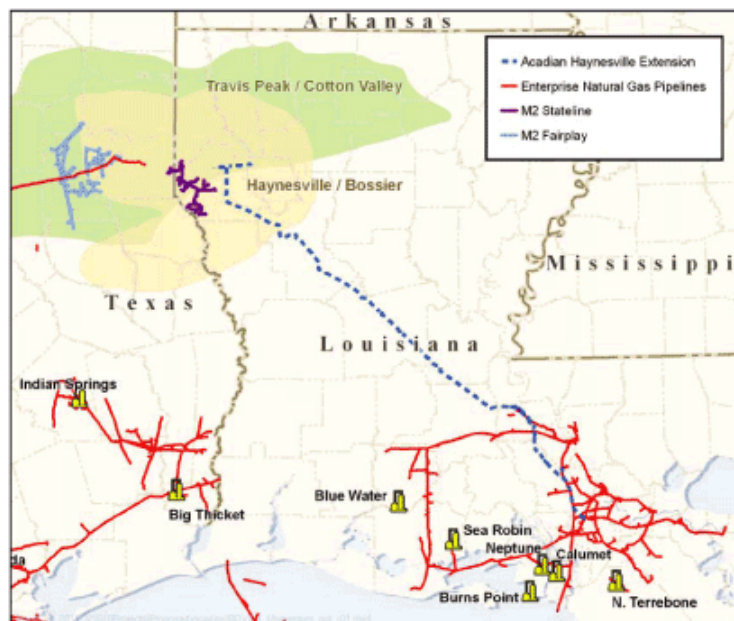 Arkansas
Acadian Haynesville Extension
Enterprise Natural Gas Pipelines
M2 Stateline
M2 Fairplay
Travis Peak / Cotton Valley
Haynesville / Bossier
Mississippi
Texas
Louisiana
Indian Springs
Blue Water
Big Thicket
Sea Robin
Neptune
Calumet
da
Burns Point
N. Terrebone